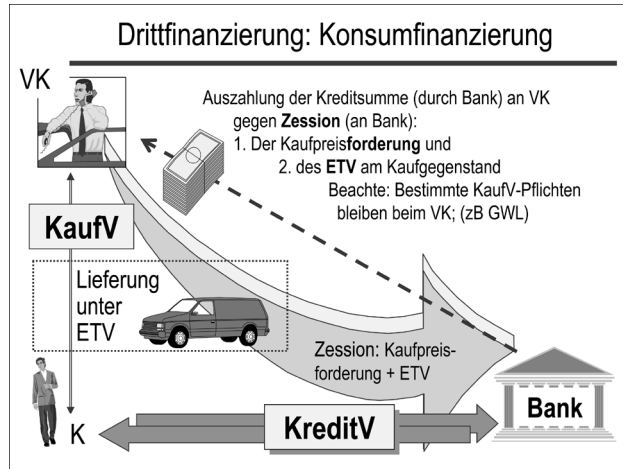 Drittfinanzierung: Konsumfinanzierung
VK
Auszahlung der Kreditsumme (durch Bank) an VK
gegen Zession (an Bank):
1. Der Kaufpreisforderung und
2. des ETV am Kaufgegenstand
Beachte: Bestimmte KaufV-Pflichten
bleiben beim VK; (zB GWL)
KaufV
Lieferung
unter
ETV
Zession: Kaufpreis-
forderung + ETV
Bank
K
KreditV